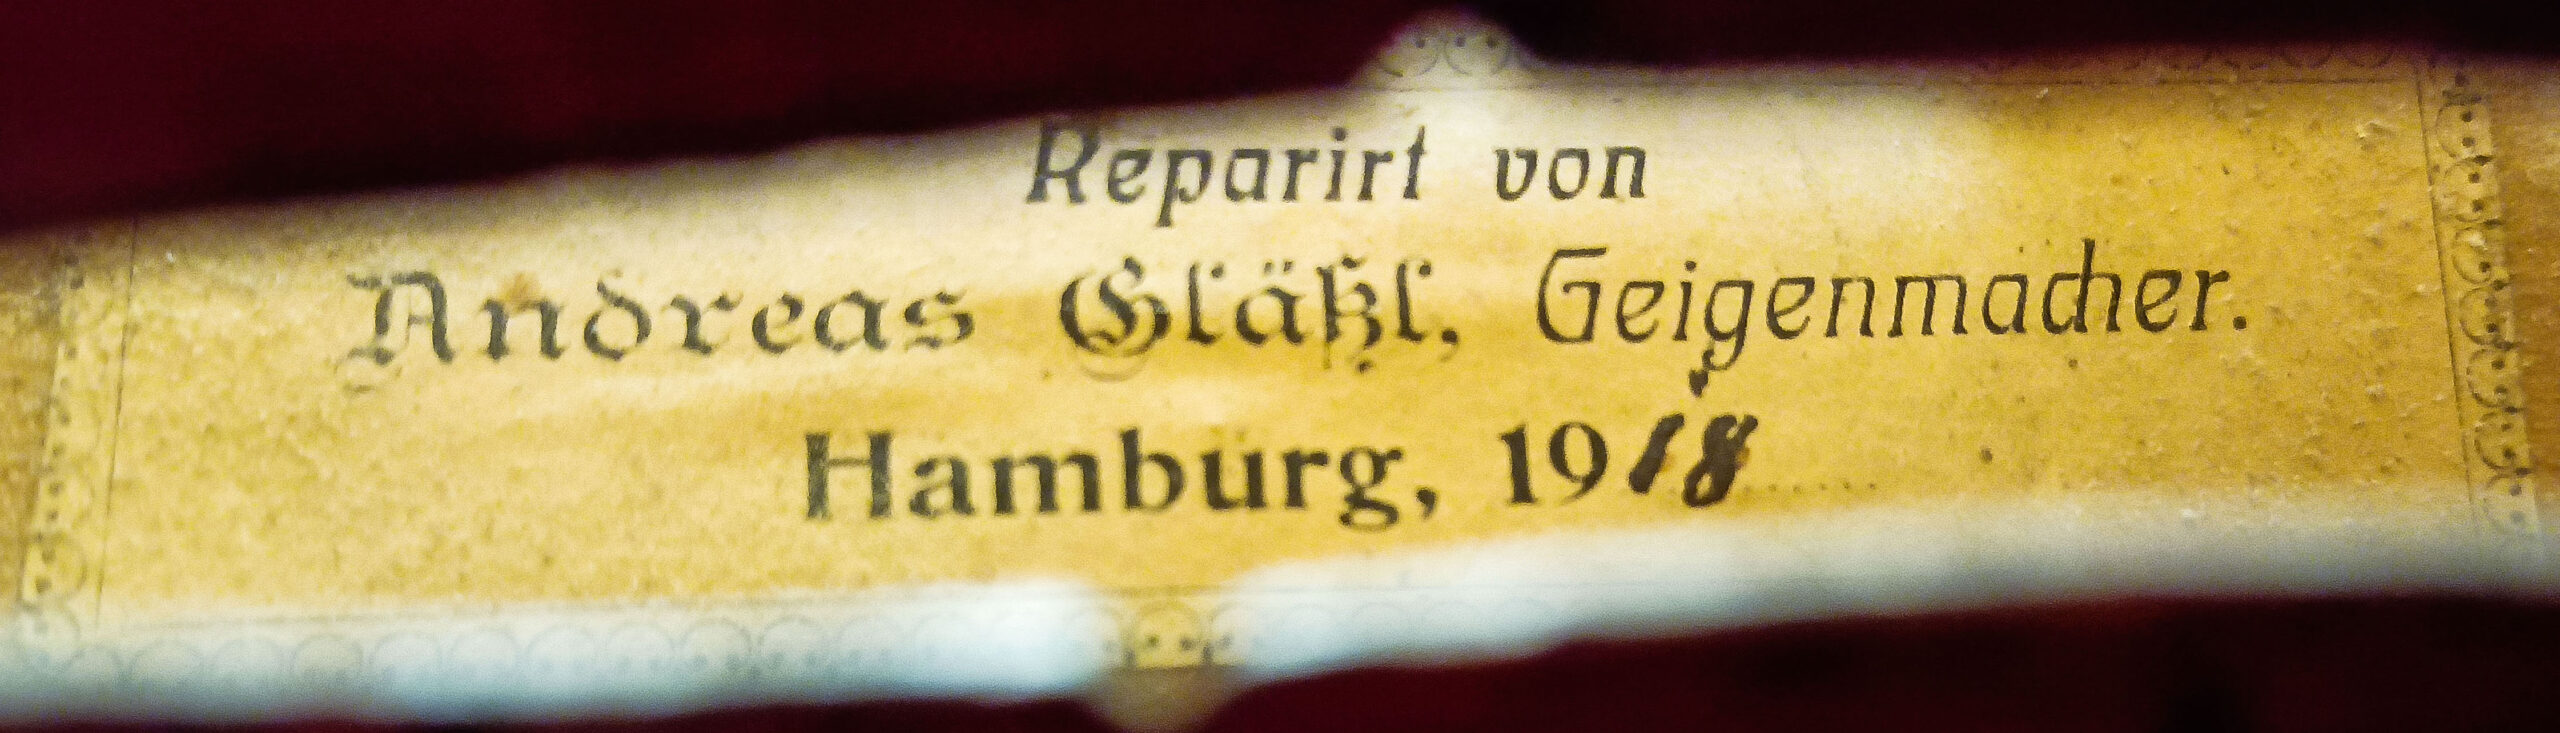 Reparirt von
Andreas Gläßl, Geigenmacher.
Hamburg, 1918